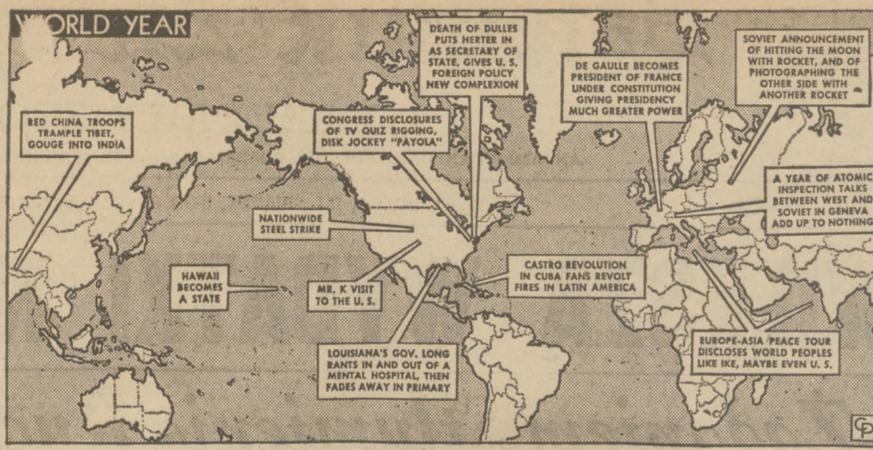 WORLD YEAR
DEATH OF DULLES
PUTS HERTER IN
AS SECRETARY OF
STATE, GIVES U. S.
FOREIGN POLICY
NEW COMPLEXION
SOVIET ANNOUNCEMENT
OF HITTING THE MOON
WITH ROCKET, AND OF
PHOTOGRAPHING THE
OTHER SIDE WITH
ANOTHER ROCKET
DE GAULLE BECOMES
PRESIDENT OF FRANCE
UNDER CONSTITUTION
GIVING PRESIDENCY
MUCH GREATER POWER
RED CHINA TROOPS
TRAMPLE TIBET,
GOUGE INTO INDIA
CONGRESS DISCLOSURES
OF TV QUIZ RIGGING,
DISK JOCKEY "PAYOLA."
A YEAR OF ATOMIC
INSPECTION TALKS
BETWEEN WEST AND
SOVIET IN GENEVA
ADD UP TO NOTHING
NATIONWIDE
STEEL STRIKE
HAWAII
BECOMES
A STATE
MR. K VISIT
TO THE U. S.
CASTRO REVOLUTION
IN CUBA FANS REVOLT
FIRES IN LATIN AMERICA
LOUISIANA'S GOV. LONG
RANTS IN AND OUT OF A
MENTAL HOSPITAL, THEN
FADES AWAY IN PRIMARY
EUROPE-ASIA PEACE TOUR
DISCLOSES WORLD PEOPLES
LIKE IKE, MAYBE EVEN U. S.
CP